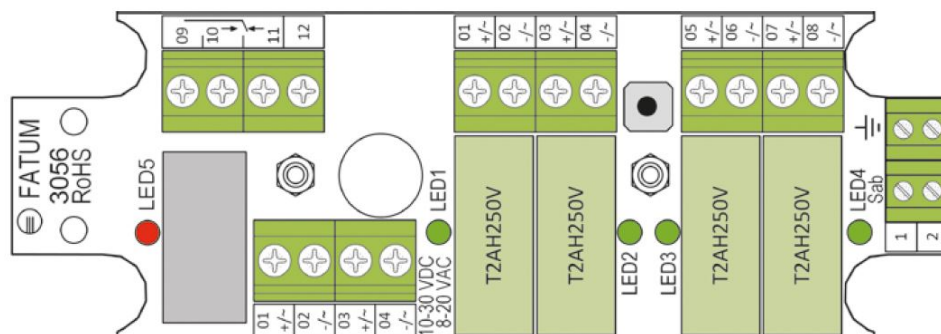 09
10
11
12
01 +/~
02 -/~
03 +/~
04 -/~
05 +/~
06 -/~
07 +/~
08 -/~
FATUM
3056
RoHS
LED5
LED1
T2AH250V
T2AH250V
LED2
LED3
T2AH250V
T2AH250V
LED4
Sab
1
2
01 +/~
02 -/~
03 +/~
04 -/~
10-30 VDC
8-20 VAC